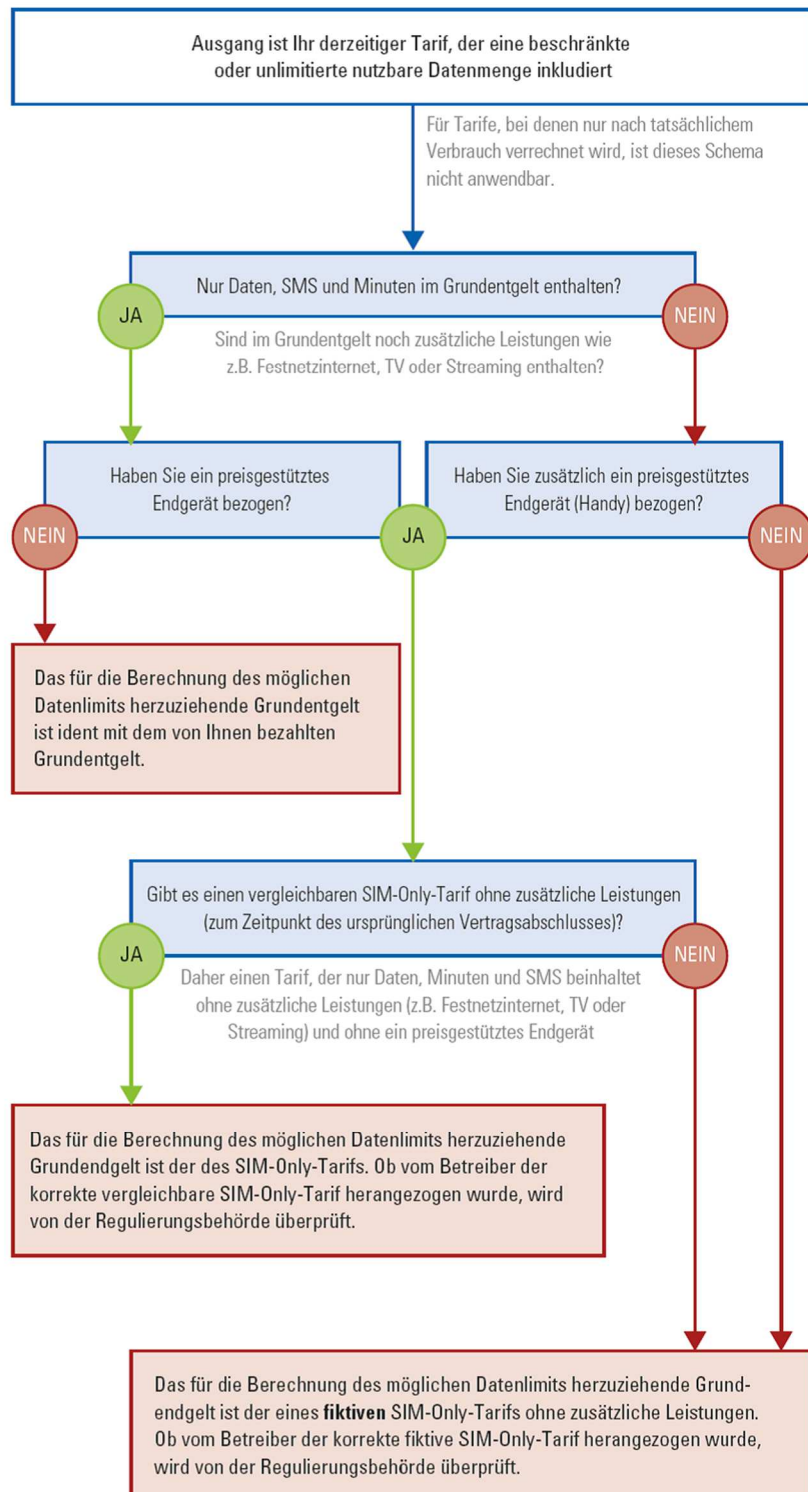 Ausgang ist Ihr derzeitiger Tarif, der eine beschränkte
oder unlimitierte nutzbare Datenmenge inkludiert
Für Tarife, bei denen nur nach tatsächlichem
Verbrauch verrechnet wird, ist dieses Schema
nicht anwendbar.
Nur Daten, SMS und Minuten im Grundentgelt enthalten?
JA
NEIN
Sind im Grundentgelt noch zusätzliche Leistungen wie
z.B. Festnetzinternet, TV oder Streaming enthalten?
Haben Sie ein preisgestütztes
Endgerät bezogen?
Haben Sie zusätzlich ein preisgestütztes
Endgerät (Handy) bezogen?
NEIN
JA
NEIN
Das für die Berechnung des möglichen
Datenlimits herzuziehende Grundentgelt
ist ident mit dem von Ihnen bezahlten
Grundentgelt.
Gibt es einen vergleichbaren SIM-Only-Tarif ohne zusätzliche Leistungen
(zum Zeitpunkt des ursprünglichen Vertragsabschlusses)?
JA
NEIN
Daher einen Tarif, der nur Daten, Minuten und SMS beinhaltet
ohne zusätzliche Leistungen (z.B. Festnetzinternet, TV oder
Streaming) und ohne ein preisgestütztes Endgerät
Das für die Berechnung des möglichen Datenlimits herzuziehende
Grundendgelt ist der des SIM-Only-Tarifs. Ob vom Betreiber der
korrekte vergleichbare SIM-Only-Tarif herangezogen wurde, wird
von der Regulierungsbehörde überprüft.
Das für die Berechnung des möglichen Datenlimits herzuziehende Grund-
endgelt ist der eines fiktiven SIM-Only-Tarifs ohne zusätzliche Leistungen.
Ob vom Betreiber der korrekte fiktive SIM-Only-Tarif herangezogen wurde,
wird von der Regulierungsbehörde überprüft.